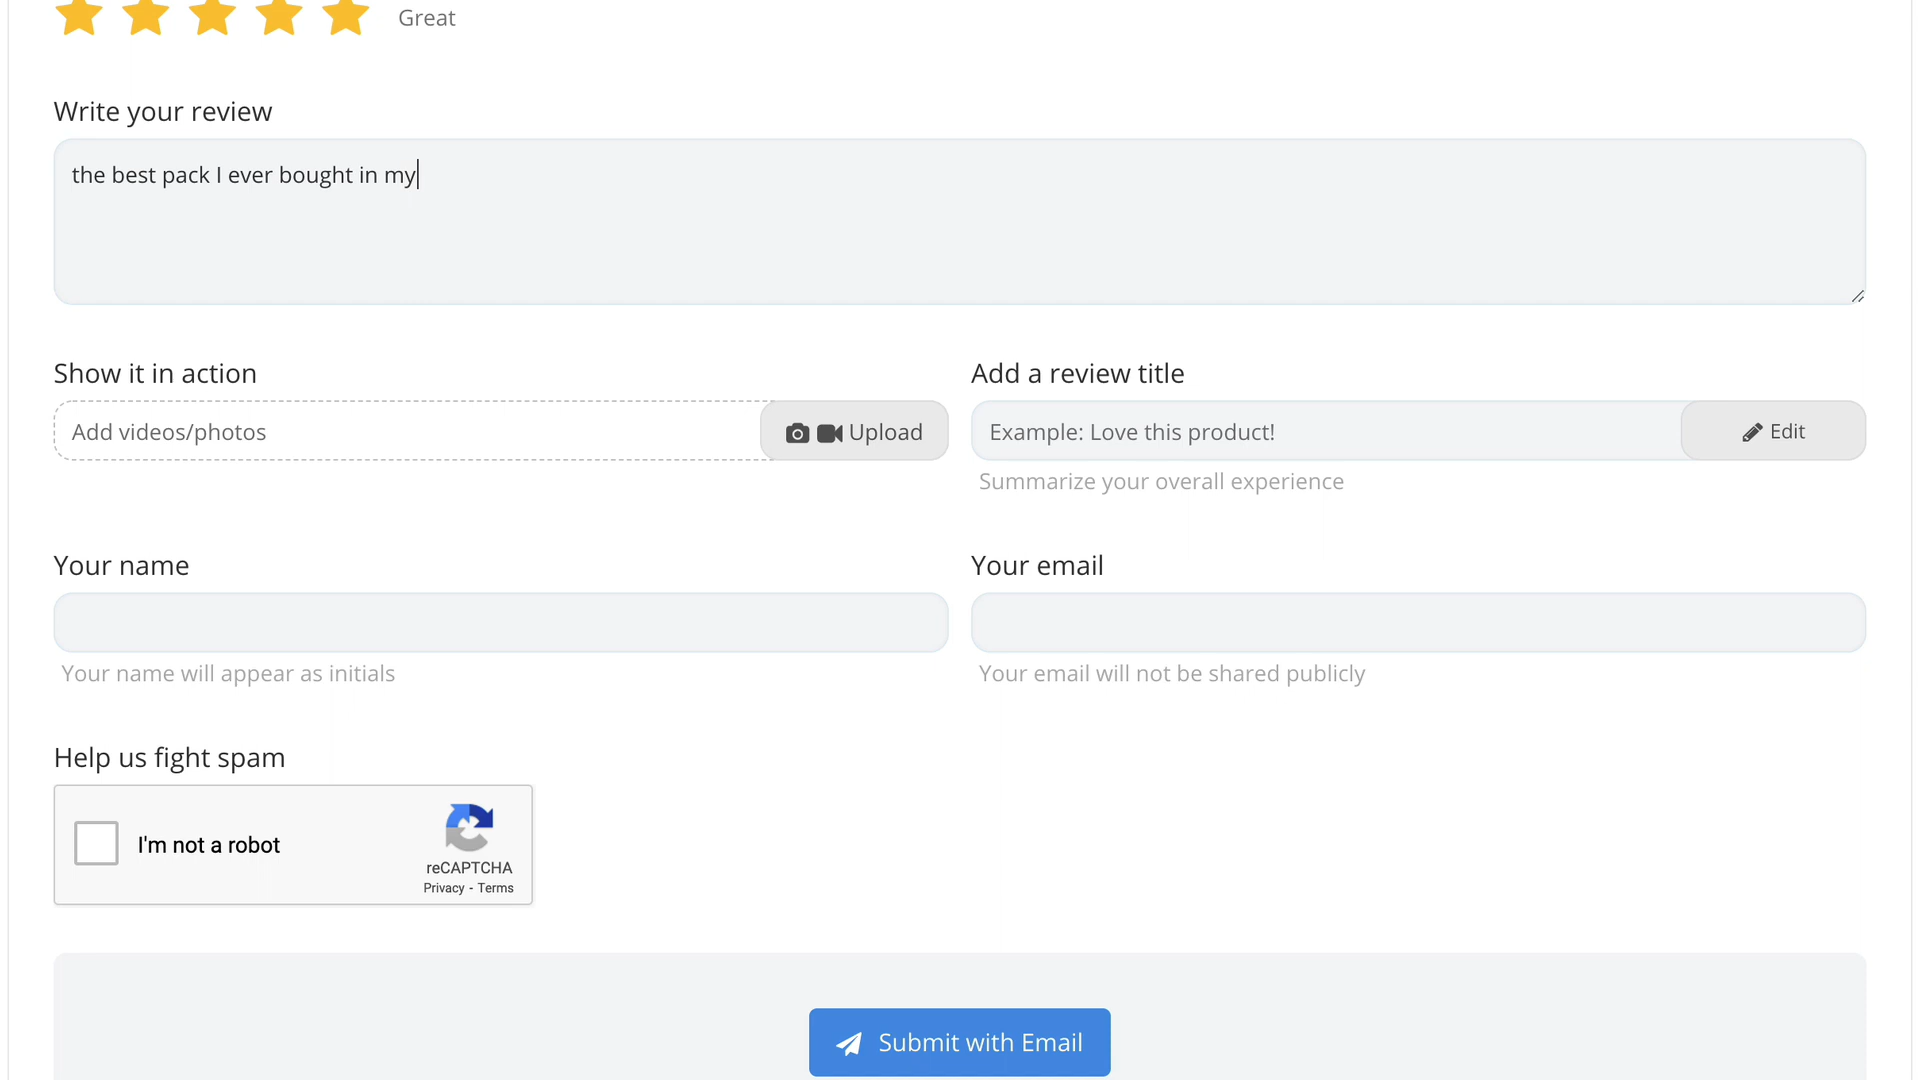 Great
Write your review
the best pack I ever bought in my
Show it in action
Add videos/photos
Upload
Add a review title
Example: Love this product!
Edit
Summarize your overall experience
Your name
Your name will appear as initials
Your email
Your email will not be shared publicly
Help us fight spam
I'm not a robot
reCAPTCHA
Privacy - Terms
Submit with Email